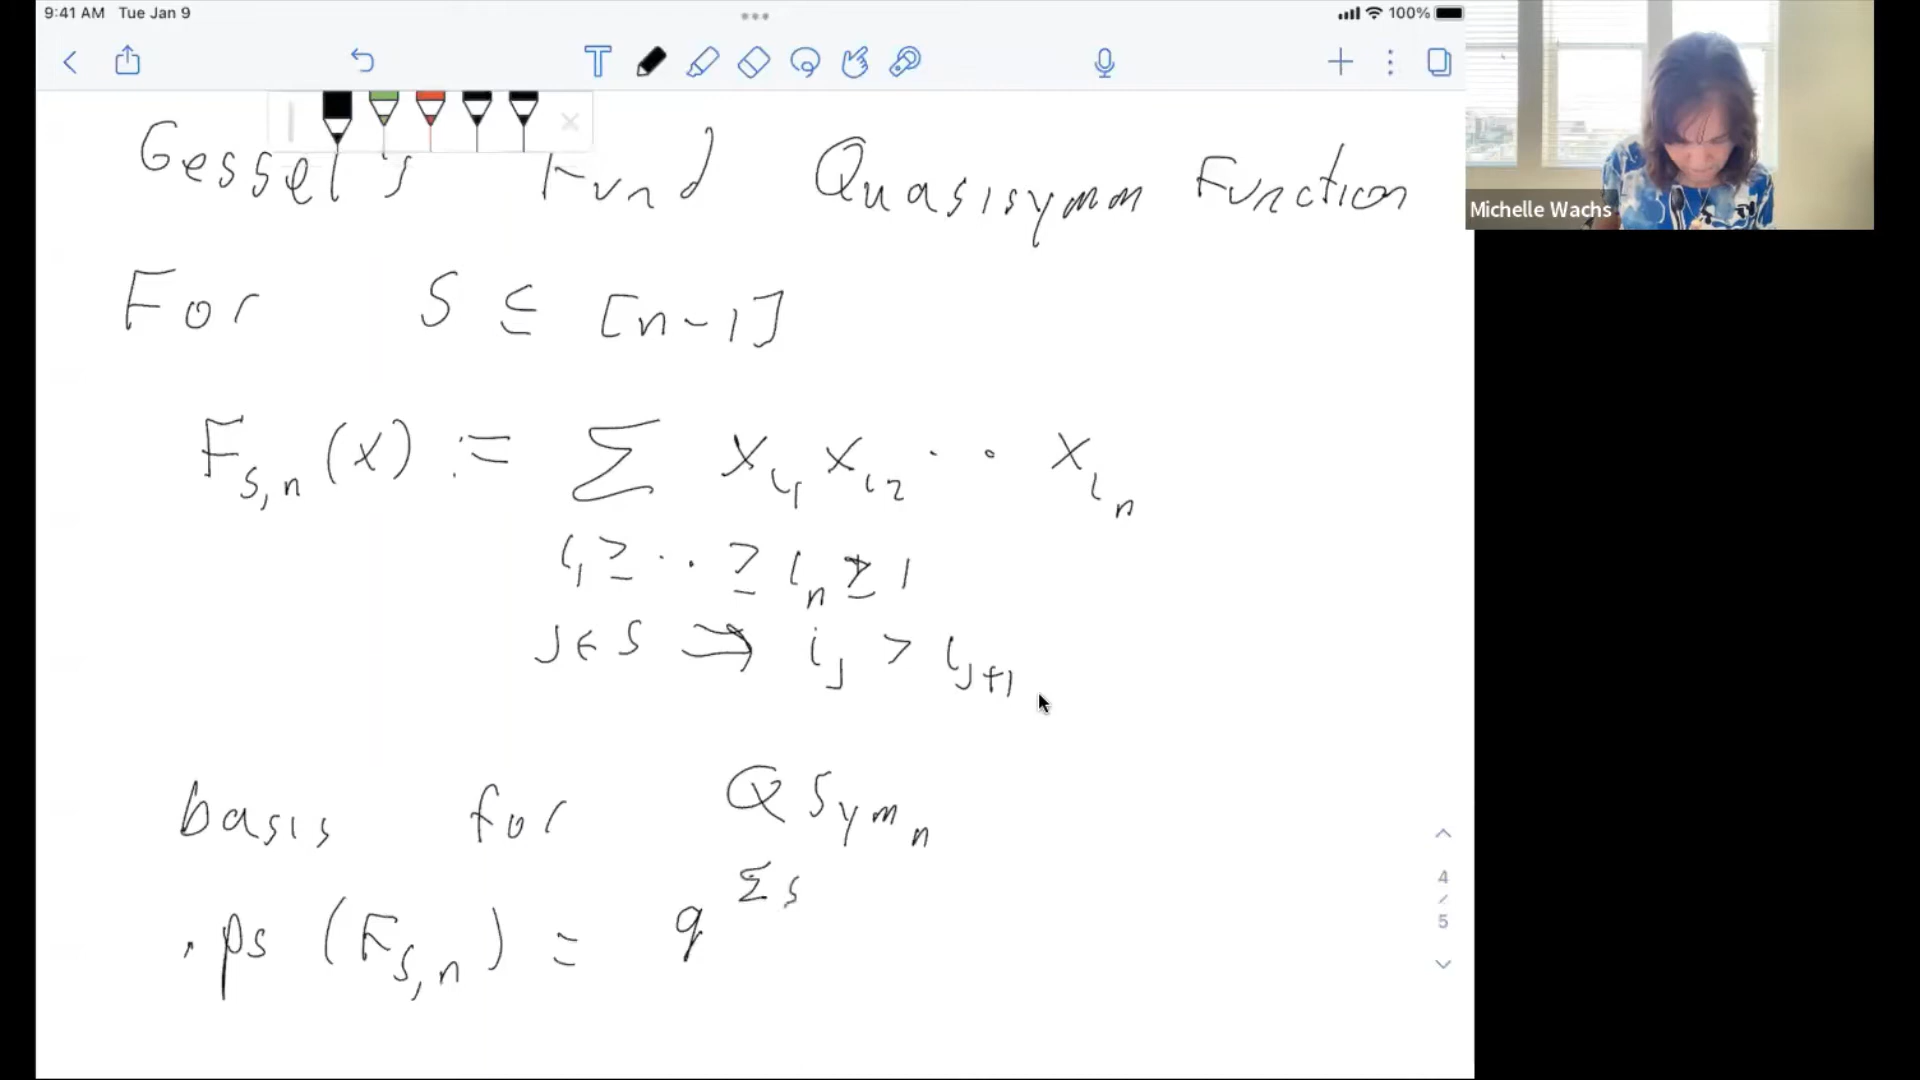 9:41 AM Tue Jan 9
100%
Gessel's Fund Quasisymm Function
Michelle Wachs
For S ⊆ [n-1]
F_{S,n}(x) := Σ x_{i_1} x_{i_2} ... x_{i_n}
i_1 ≥ ... ≥ i_n ≥ 1
j ∈ S ⇒ i_j > i_{j+1}
basis for QSym_n
. ps (F_{S,n}) = q^{Σ S}
4
/
5